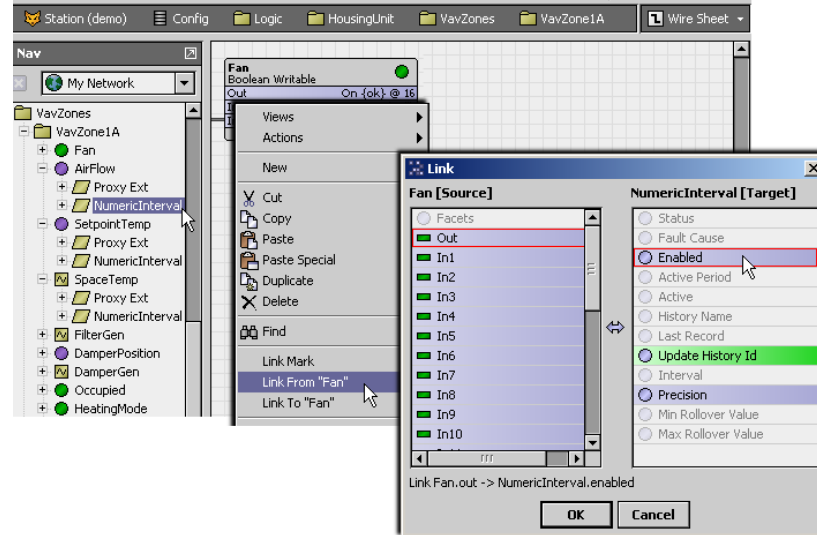 Station (demo) Config Logic HousingUnit VavZones VavZone1A Wire Sheet
Nav
My Network
VavZones
VavZone1A
Fan
AirFlow
Proxy Ext
NumericInterval
SetpointTemp
Proxy Ext
NumericInterval
SpaceTemp
Proxy Ext
NumericInterval
FilterGen
DamperPosition
DamperGen
Occupied
HeatingMode
Fan
Boolean Writable
Out On {ok} @ 16
Views
Actions
New
Cut
Copy
Paste
Paste Special
Duplicate
Delete
Find
Link Mark
Link From "Fan"
Link To "Fan"
Link
Fan [Source]
Facets
Out
In1
In2
In3
In4
In5
In6
In7
In8
In9
In10
NumericInterval [Target]
Status
Fault Cause
Enabled
Active Period
Active
History Name
Last Record
Update History Id
Interval
Precision
Min Rollover Value
Max Rollover Value
Link Fan.out -> NumericInterval.enabled
OK Cancel